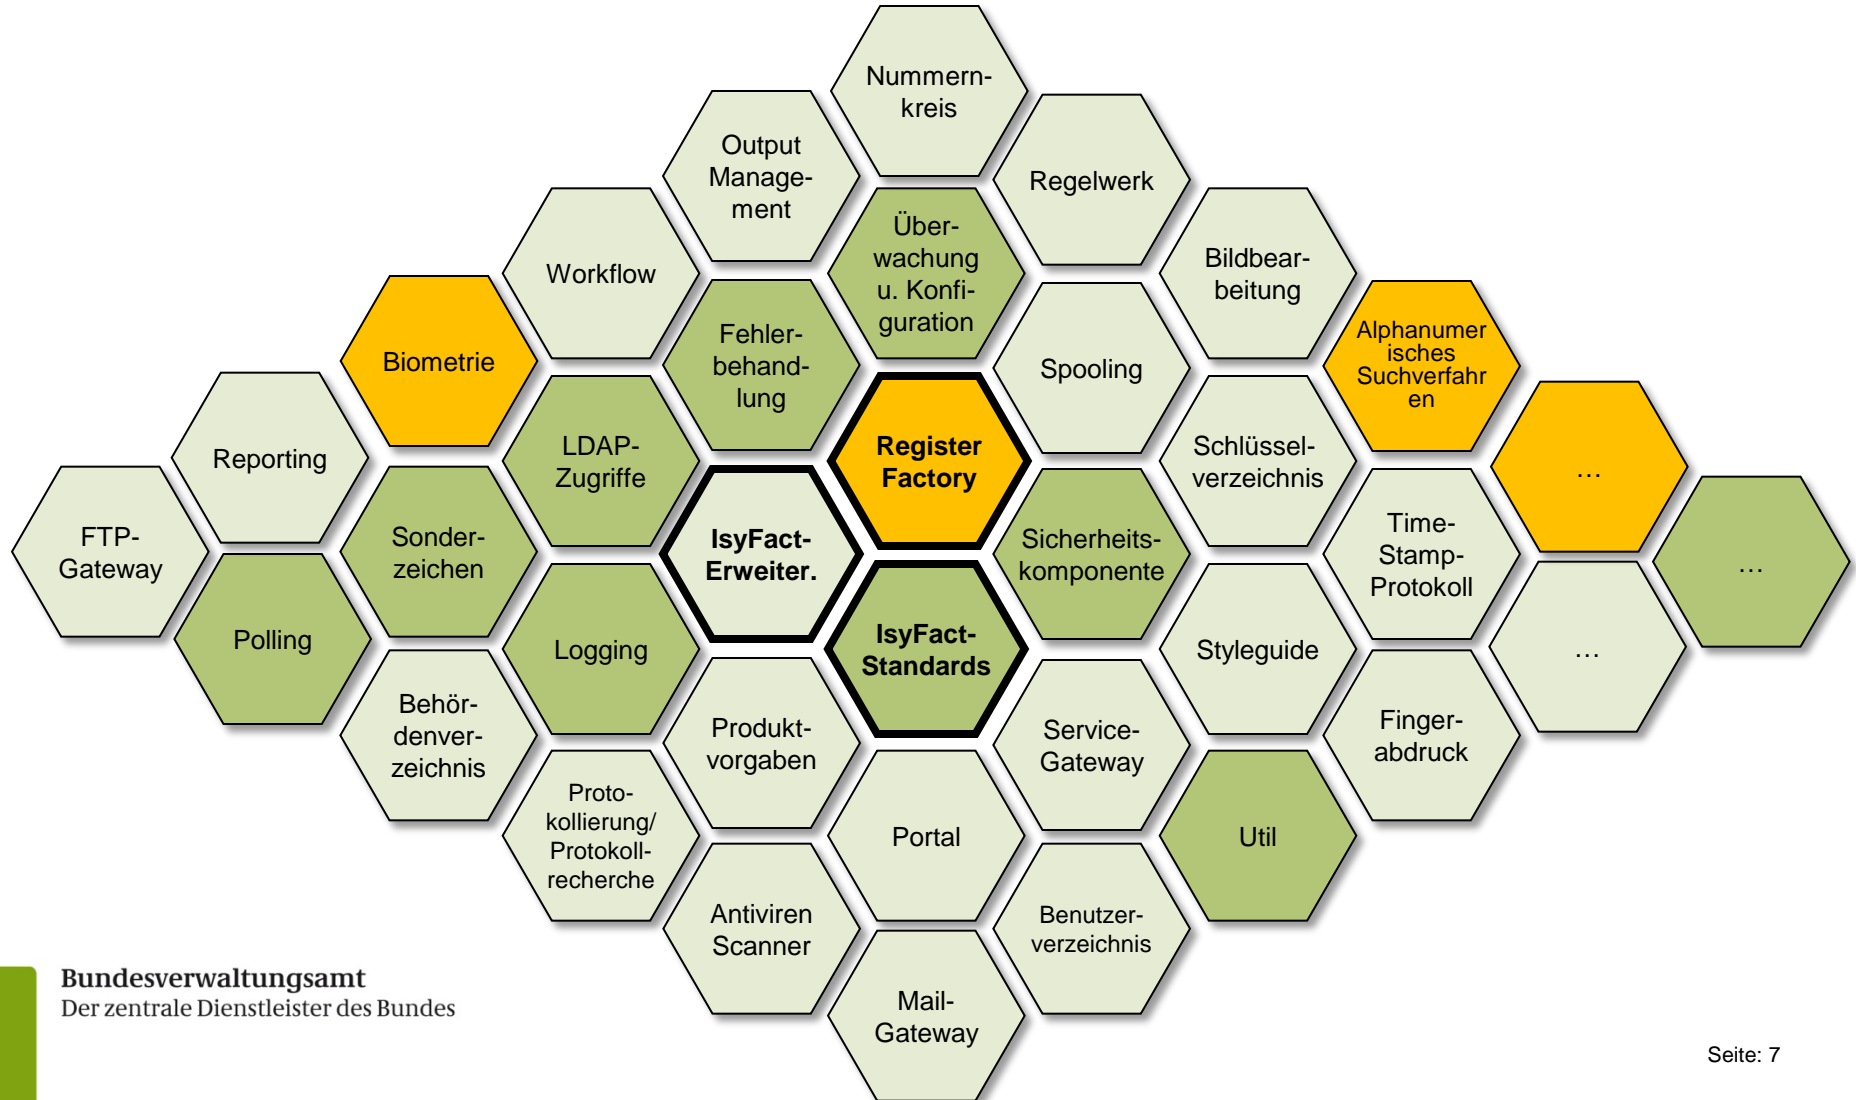 Nummern-
kreis
Output
Manage-
ment
Regelwerk
Über-
wachung
u. Konfi-
guration
Workflow
Bildbear-
beitung
Fehler-
behand-
lung
Biometrie
Spooling
Alphanumer
isches
Suchverfahr
en
Reporting
LDAP-
Zugriffe
Register
Factory
Schlüssel-
verzeichnis
…
FTP-
Gateway
Sonder-
zeichen
IsyFact-
Erweiter.
Sicherheits-
komponente
Time-
Stamp-
Protokoll
…
Polling
Logging
IsyFact-
Standards
Styleguide
…
Behör-
denver-
zeichnis
Produkt-
vorgaben
Service-
Gateway
Finger-
abdruck
Proto-
kollierung/
Protokoll-
recherche
Portal
Util
Antiviren
Scanner
Benutzer-
verzeichnis
Mail-
Gateway
Bundesverwaltungsamt
Der zentrale Dienstleister des Bundes
Seite: 7